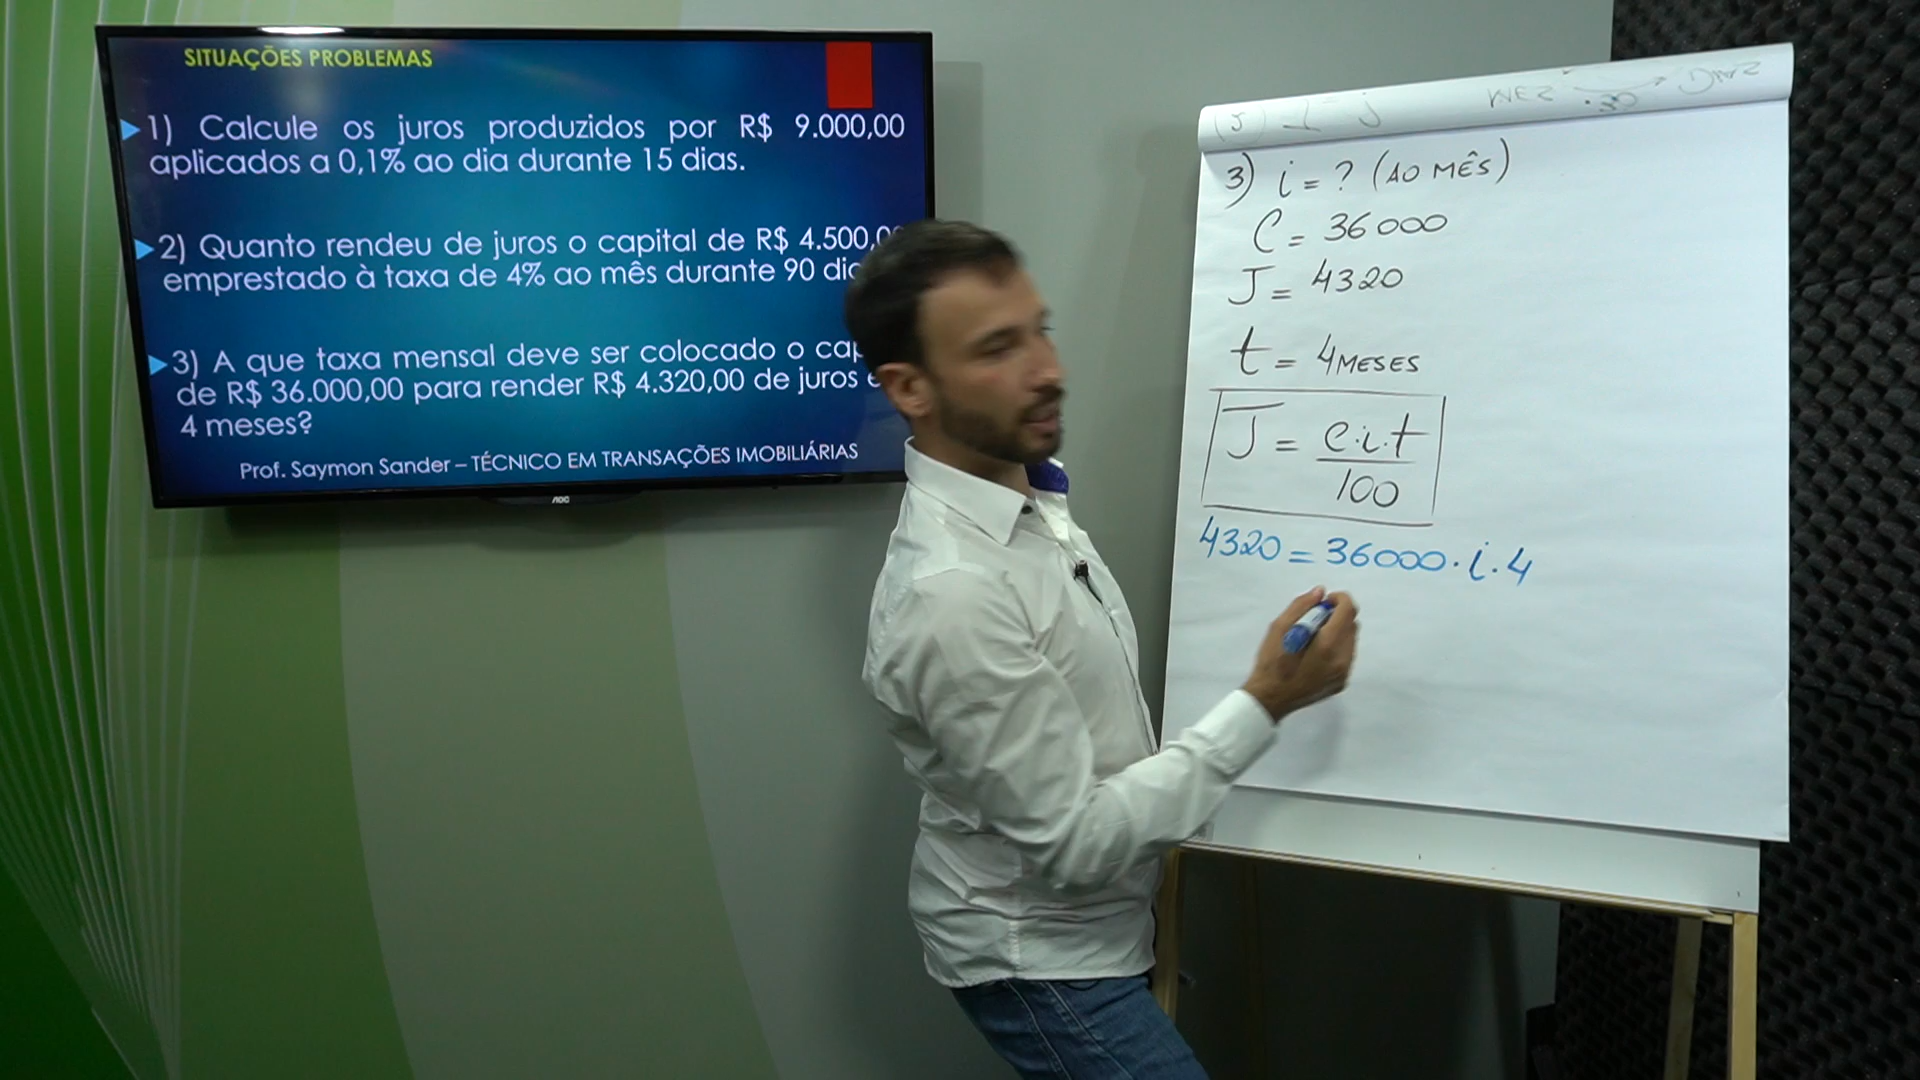 SITUAÇÕES PROBLEMAS
1) Calcule os juros produzidos por R$ 9.000,00
aplicados a 0,1% ao dia durante 15 dias.
2) Quanto rendeu de juros o capital de R$ 4.500,
emprestado à taxa de 4% ao mês durante 90
3) A que taxa mensal deve ser colocado o
de R$ 36.000,00 para render R$ 4.320,00 de juros
4 meses?
Prof. Saymon Sander – TÉCNICO EM TRANSAÇÕES IMOBILIÁRIAS
AOC
3) i = ? (AO MÊS)
C = 36000
J = 4320
t = 4 MESES
J = C.i.t
100
4320 = 36000 . i . 4